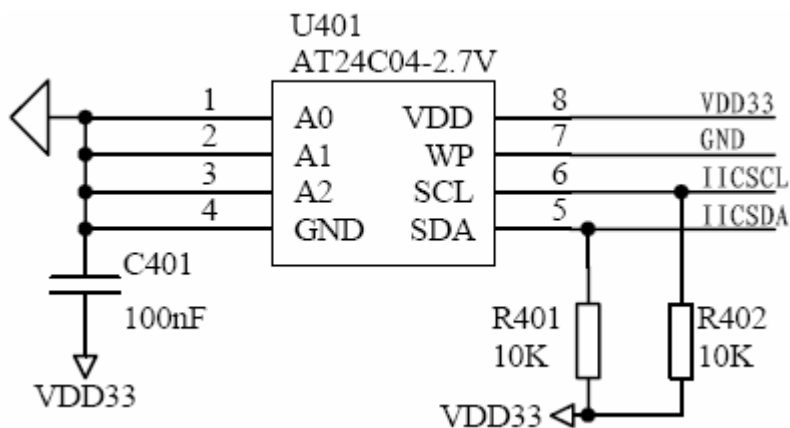 U401
AT24C04-2.7V
1 A0 VDD 8 VDD33
2 A1 WP 7 GND
3 A2 SCL 6 IICSCL
4 GND SDA 5 IICSDA
C401
100nF
VDD33
R401
10K
R402
10K
VDD33